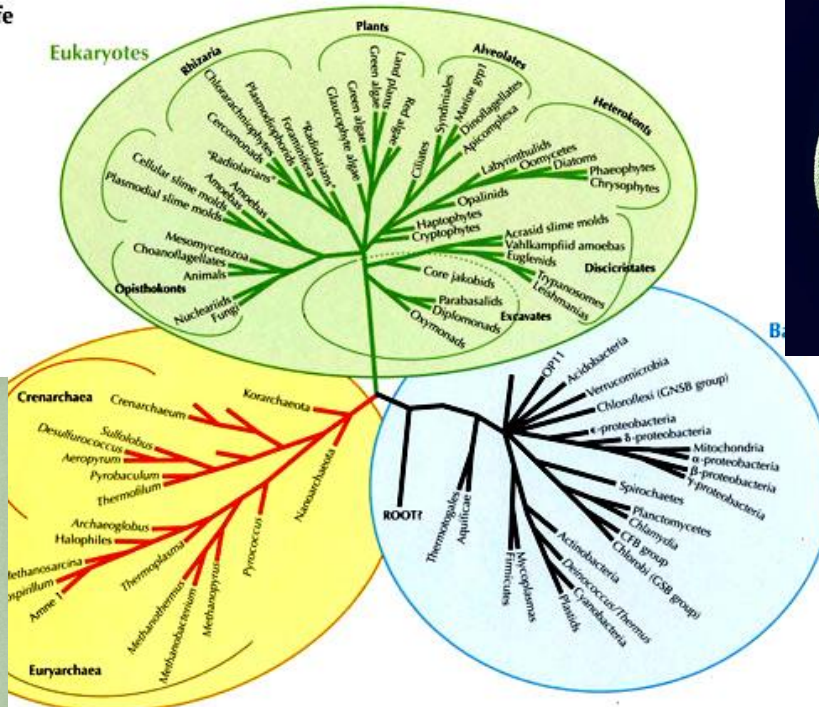 fe
Eukaryotes
Rhizaria
Plants
Alveolates
Heterokonts
Chlorarachniophytes
Cercomonads
"Radiolarians"
Plasmodiophorids
Foraminifera
"Radiolarians"
Glaucophyte algae
Green algae
Green algae
Land plants
Red algae
Ciliates
Syndiniales
Marine grp1
Dinoflagellates
Apicomplexa
Labyrinthulids
Oomycetes
Diatoms
Phaeophytes
Chrysophytes
Opalinids
Haptophytes
Cryptophytes
Cellular slime molds
Plasmodial slime molds
Amoebas
Amoebas
Acrasid slime molds
Vahlkampfiid amoebas
Euglenids
Trypanosomes
Leishmanias
Discicristates
Mesomycetozoa
Choanoflagellates
Animals
Opisthokonts
Nucleariids
Fungi
Core jakobids
Parabasalids
Diplomonads
Oxymonads
Excavates
Ba
Crenarchaea
Crenarchaeum
Korarchaeota
Sulfolobus
Desulfurococcus
Aeropyrum
Pyrobaculum
Thermofilum
Nanoarchaeota
Archaeoglobus
Halophiles
ethanosarcina
spirillum
Amne 1
Thermoplasma
Methanothermus
Methanobacterium
Methanopyrus
Pyrococcus
Euryarchaea
ROOT?
Thermotogales
Aquificae
OP11
Acidobacteria
Verrucomicrobia
Chloroflexi (GNSB group)
ε-proteobacteria
δ-proteobacteria
Mitochondria
α-proteobacteria
β-proteobacteria
γ-proteobacteria
Spirochaetes
Planctomycetes
Chlamydia
CFB group
Chlorobi (GSB group)
Actinobacteria
Deinococcus/Thermus
Cyanobacteria
Plastids
Mycoplasmas
Firmicutes